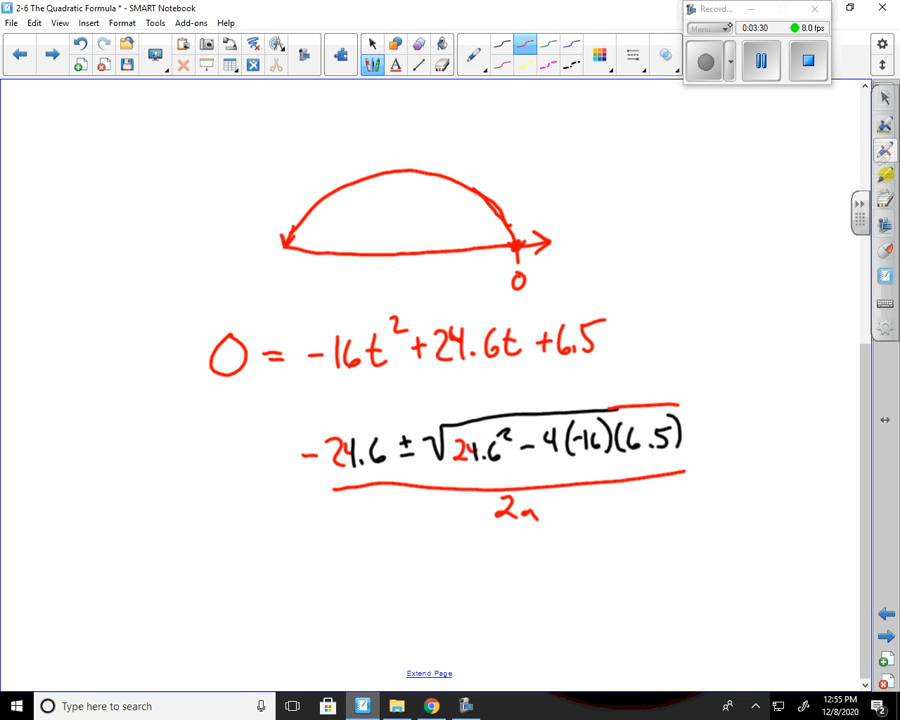 2-6 The Quadratic Formula * - SMART Notebook
Record...
File Edit View Insert Format Tools Add-ons Help
Menu 0:03:30 8.0 fps
0
0 = -16t² + 24.6t + 6.5
-24.6 ± √24.6² - 4(-16)(6.5)
2a
Extend Page
Type here to search
12:55 PM
12/8/2020
2